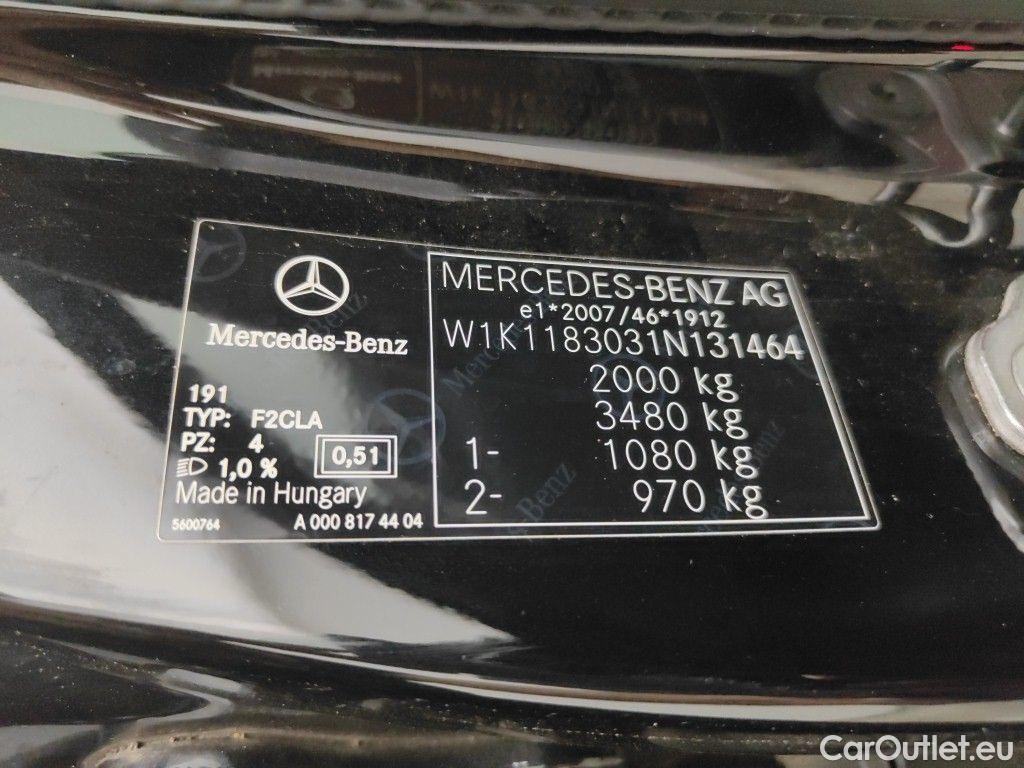 Mercedes-Benz
191
TYP: F2CLA
PZ: 4
1,0 %
0,51
Made in Hungary
5600764 A 000 817 44 04
MERCEDES-BENZ AG
e1*2007/46*1912
W1K1183031N131464
2000 kg
3480 kg
1- 1080 kg
2- 970 kg
CarOutlet.eu